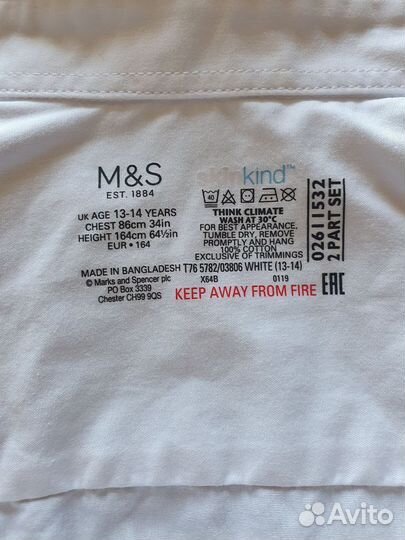 M&S
EST. 1884
UK AGE 13-14 YEARS
CHEST 86cm 34in
HEIGHT 164cm 64½in
EUR • 164
MADE IN BANGLADESH T76 5782/03806 WHITE (13-14)
© Marks and Spencer plc
PO Box 3339
Chester CH99 9QS
X64B 0119
skinkind™
40
THINK CLIMATE
WASH AT 30°C
FOR BEST APPEARANCE.
TUMBLE DRY. REMOVE
PROMPTLY AND HANG
100% COTTON
EXCLUSIVE OF TRIMMINGS
KEEP AWAY FROM FIRE
EAC
02611532
2 PART SET
Avito